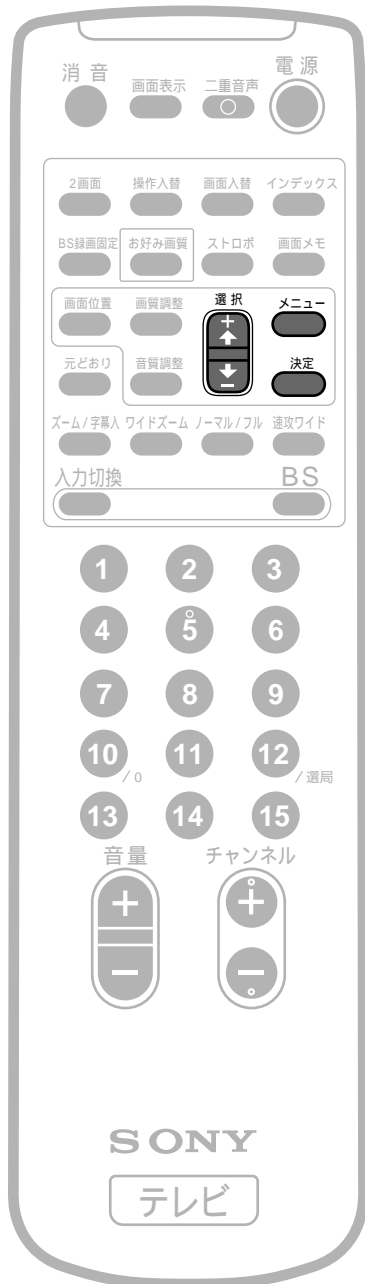 消音 画面表示 二重音声 電源
2画面 操作入替 画面入替 インデックス
BS録画固定 お好み画質 ストロボ 画面メモ
画面位置 画質調整 選択 メニュー
+
元どおり 音質調整 決定
−
ズーム/字幕入 ワイドズーム ノーマル/フル 速攻ワイド
入力切換 BS
1 2 3
4 5 6
7 8 9
10/0 11 12/選局
13 14 15
音量 チャンネル
+ +
− −
SONY
テレビ